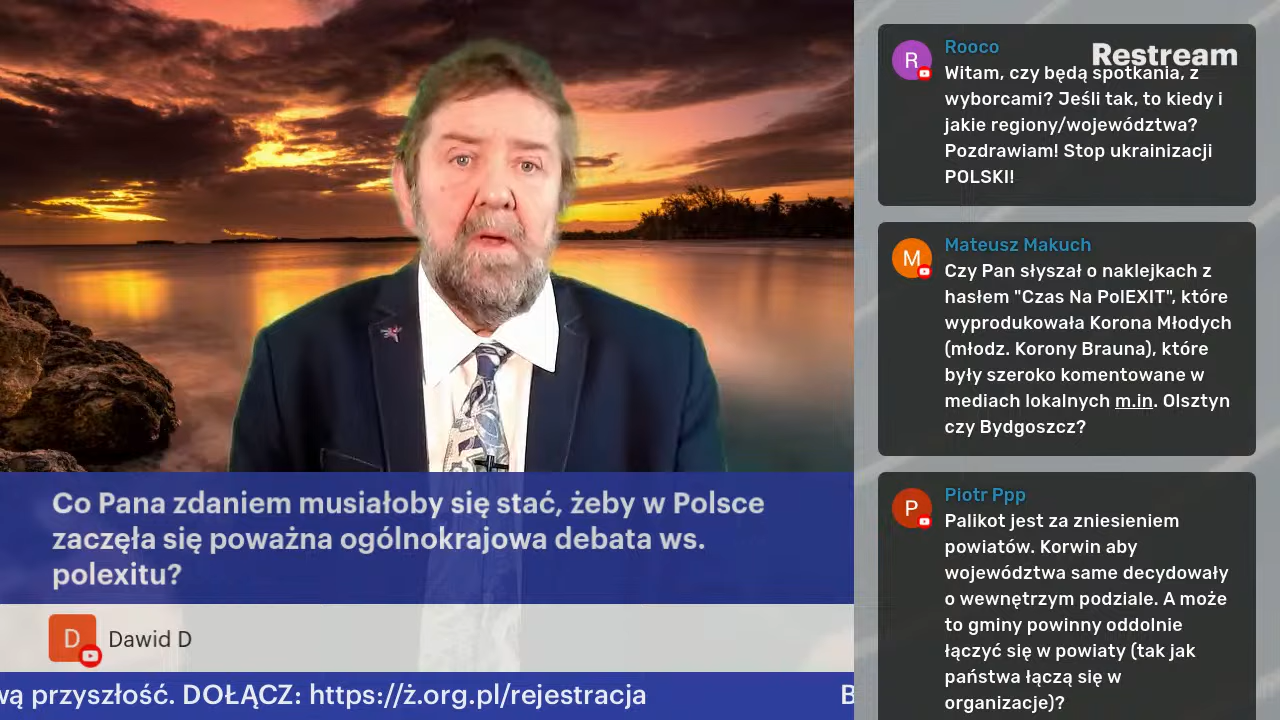 Co Pana zdaniem musiałoby się stać, żeby w Polsce
zaczęła się poważna ogólnokrajowa debata ws.
polexitu?
D
Dawid D
przyszłość. DOŁĄCZ: https://ż.org.pl/rejestracja
Restream
R
Rooco
Witam, czy będą spotkania, z
wyborcami? Jeśli tak, to kiedy i
jakie regiony/województwa?
Pozdrawiam! Stop ukrainizacji
POLSKI!
M
Mateusz Makuch
Czy Pan słyszał o naklejkach z
hasłem "Czas Na PolEXIT", które
wyprodukowała Korona Młodych
(młodz. Korony Brauna), które
były szeroko komentowane w
mediach lokalnych m.in. Olsztyn
czy Bydgoszcz?
P
Piotr Ppp
Palikot jest za zniesieniem
powiatów. Korwin aby
województwa same decydowały
o wewnętrzym podziale. A może
to gminy powinny oddolnie
łączyć się w powiaty (tak jak
państwa łączą się w
organizacje)?